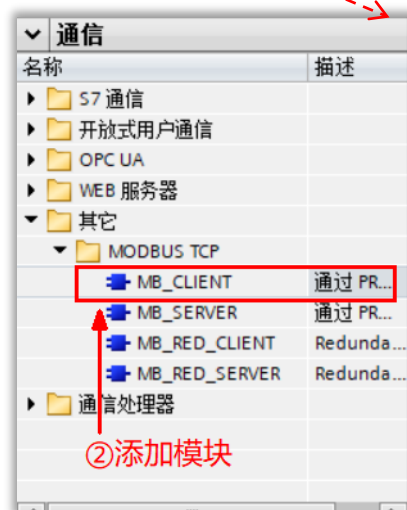 通信
名称 描述
S7 通信
开放式用户通信
OPC UA
WEB 服务器
其它
MODBUS TCP
MB_CLIENT 通过 PR...
MB_SERVER 通过 PR...
MB_RED_CLIENT Redunda...
MB_RED_SERVER Redunda...
通信处理器
②添加模块